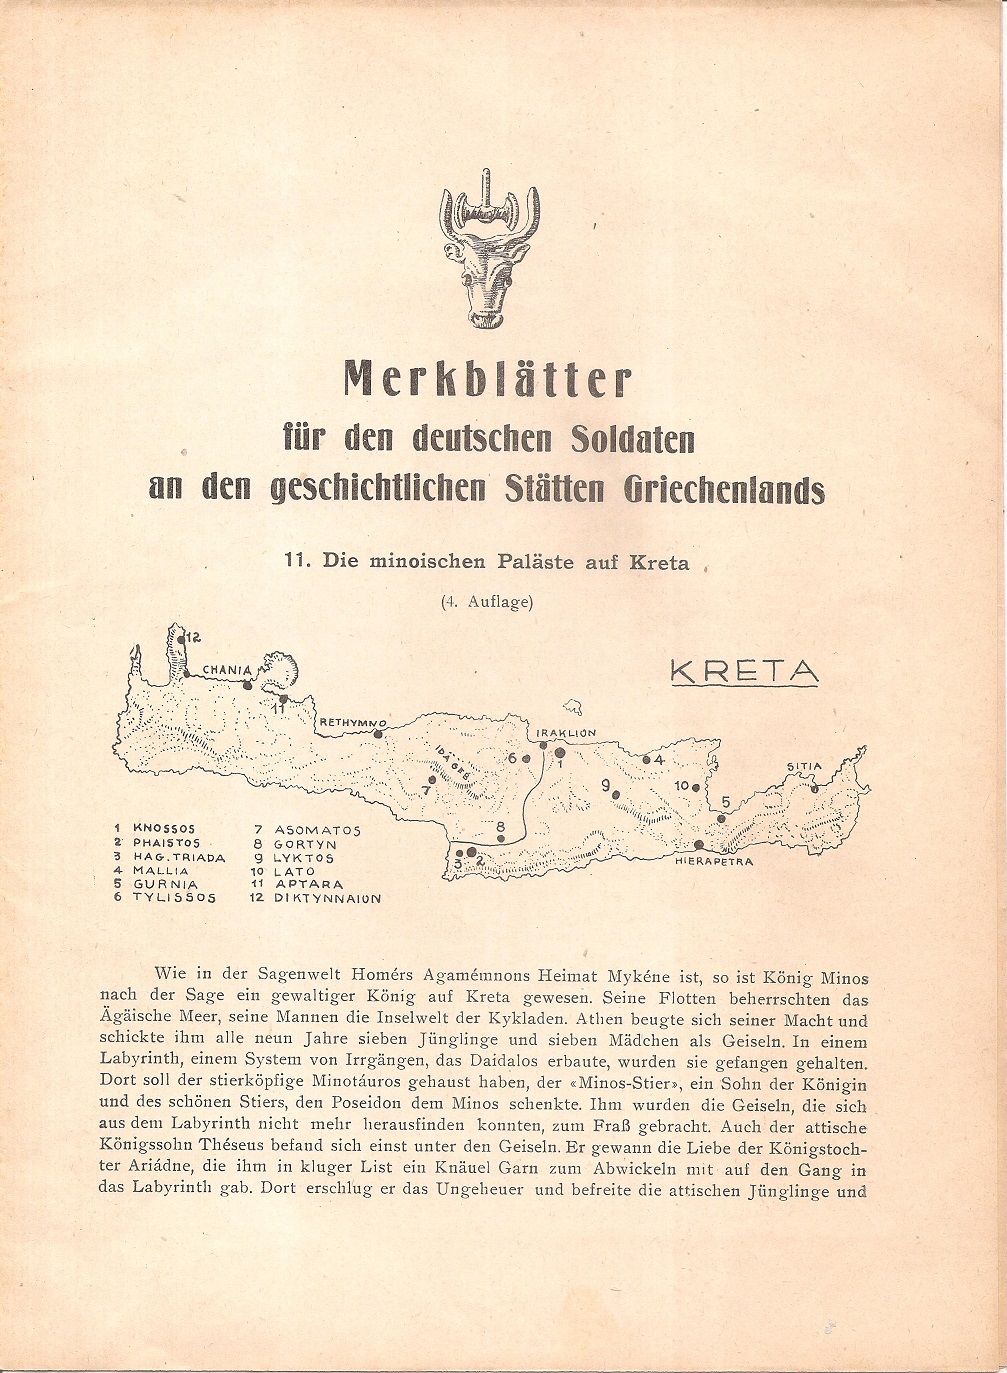 Merkblätter
für den deutschen Soldaten
an den geschichtlichen Stätten Griechenlands
11. Die minoischen Paläste auf Kreta
(4. Auflage)
KRETA
12
CHANIA
11
RETHYMNO
IRAKLION
IDA GEB.
6
1
4
SITIA
7
9
10
5
8
3 2
HIERAPETRA
1 KNOSSOS
2 PHAISTOS
3 HAG. TRIADA
4 MALLIA
5 GURNIA
6 TYLISSOS
7 ASOMATOS
8 GORTYN
9 LYKTOS
10 LATO
11 APTARA
12 DIKTYNNAION
Wie in der Sagenwelt Homérs Agamémnons Heimat Mykéne ist, so ist König Minos
nach der Sage ein gewaltiger König auf Kreta gewesen. Seine Flotten beherrschten das
Ägäische Meer, seine Mannen die Inselwelt der Kykladen. Athen beugte sich seiner Macht und
schickte ihm alle neun Jahre sieben Jünglinge und sieben Mädchen als Geiseln. In einem
Labyrinth, einem System von Irrgängen, das Daidalos erbaute, wurden sie gefangen gehalten.
Dort soll der stierköpfige Minotáuros gehaust haben, der «Minos-Stier», ein Sohn der Königin
und des schönen Stiers, den Poseidon dem Minos schenkte. Ihm wurden die Geiseln, die sich
aus dem Labyrinth nicht mehr herausfinden konnten, zum Fraß gebracht. Auch der attische
Königssohn Théseus befand sich einst unter den Geiseln. Er gewann die Liebe der Königstoch-
ter Ariádne, die ihm in kluger List ein Knäuel Garn zum Abwickeln mit auf den Gang in
das Labyrinth gab. Dort erschlug er das Ungeheuer und befreite die attischen Jünglinge und